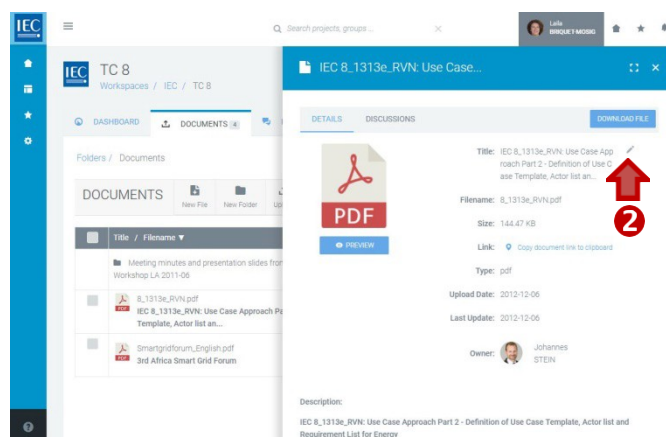 IEC
Search projects, groups ...
Laila
BRIQUET-MOSIG
IEC
TC 8
Workspaces / IEC / TC 8
DASHBOARD
DOCUMENTS 4
Folders / Documents
DOCUMENTS
New File
New Folder
Title / Filename
Meeting minutes and presentation slides from
Workshop LA 2011-06
8_1313e_RVN.pdf
IEC 8_1313e_RVN: Use Case Approach Pa
Template, Actor list an...
Smartgridforum_English.pdf
3rd Africa Smart Grid Forum
IEC 8_1313e_RVN: Use Case...
DETAILS
DISCUSSIONS
DOWNLOAD FILE
PDF
PREVIEW
Title: IEC 8_1313e_RVN: Use Case App
roach Part 2 - Definition of Use C
ase Template, Actor list an...
Filename: 8_1313e_RVN.pdf
Size: 144.47 KB
Link: Copy document link to clipboard
Type: pdf
Upload Date: 2012-12-06
Last Update: 2012-12-06
Owner: Johannes
STEIN
2
Description:
IEC 8_1313e_RVN: Use Case Approach Part 2 - Definition of Use Case Template, Actor list and
Requirement List for Energy